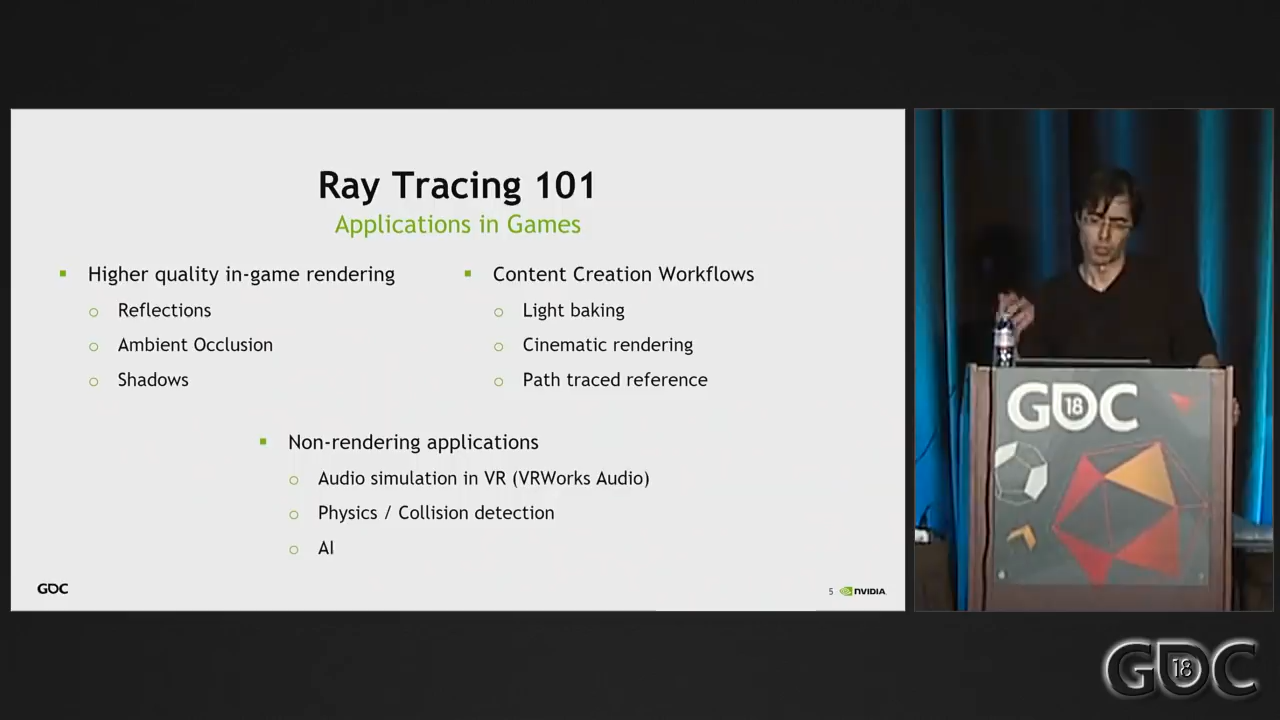 Ray Tracing 101
Applications in Games
Higher quality in-game rendering
Reflections
Ambient Occlusion
Shadows
Content Creation Workflows
Light baking
Cinematic rendering
Path traced reference
Non-rendering applications
Audio simulation in VR (VRWorks Audio)
Physics / Collision detection
AI
GDC
5
NVIDIA
GDC 18
GDC 18